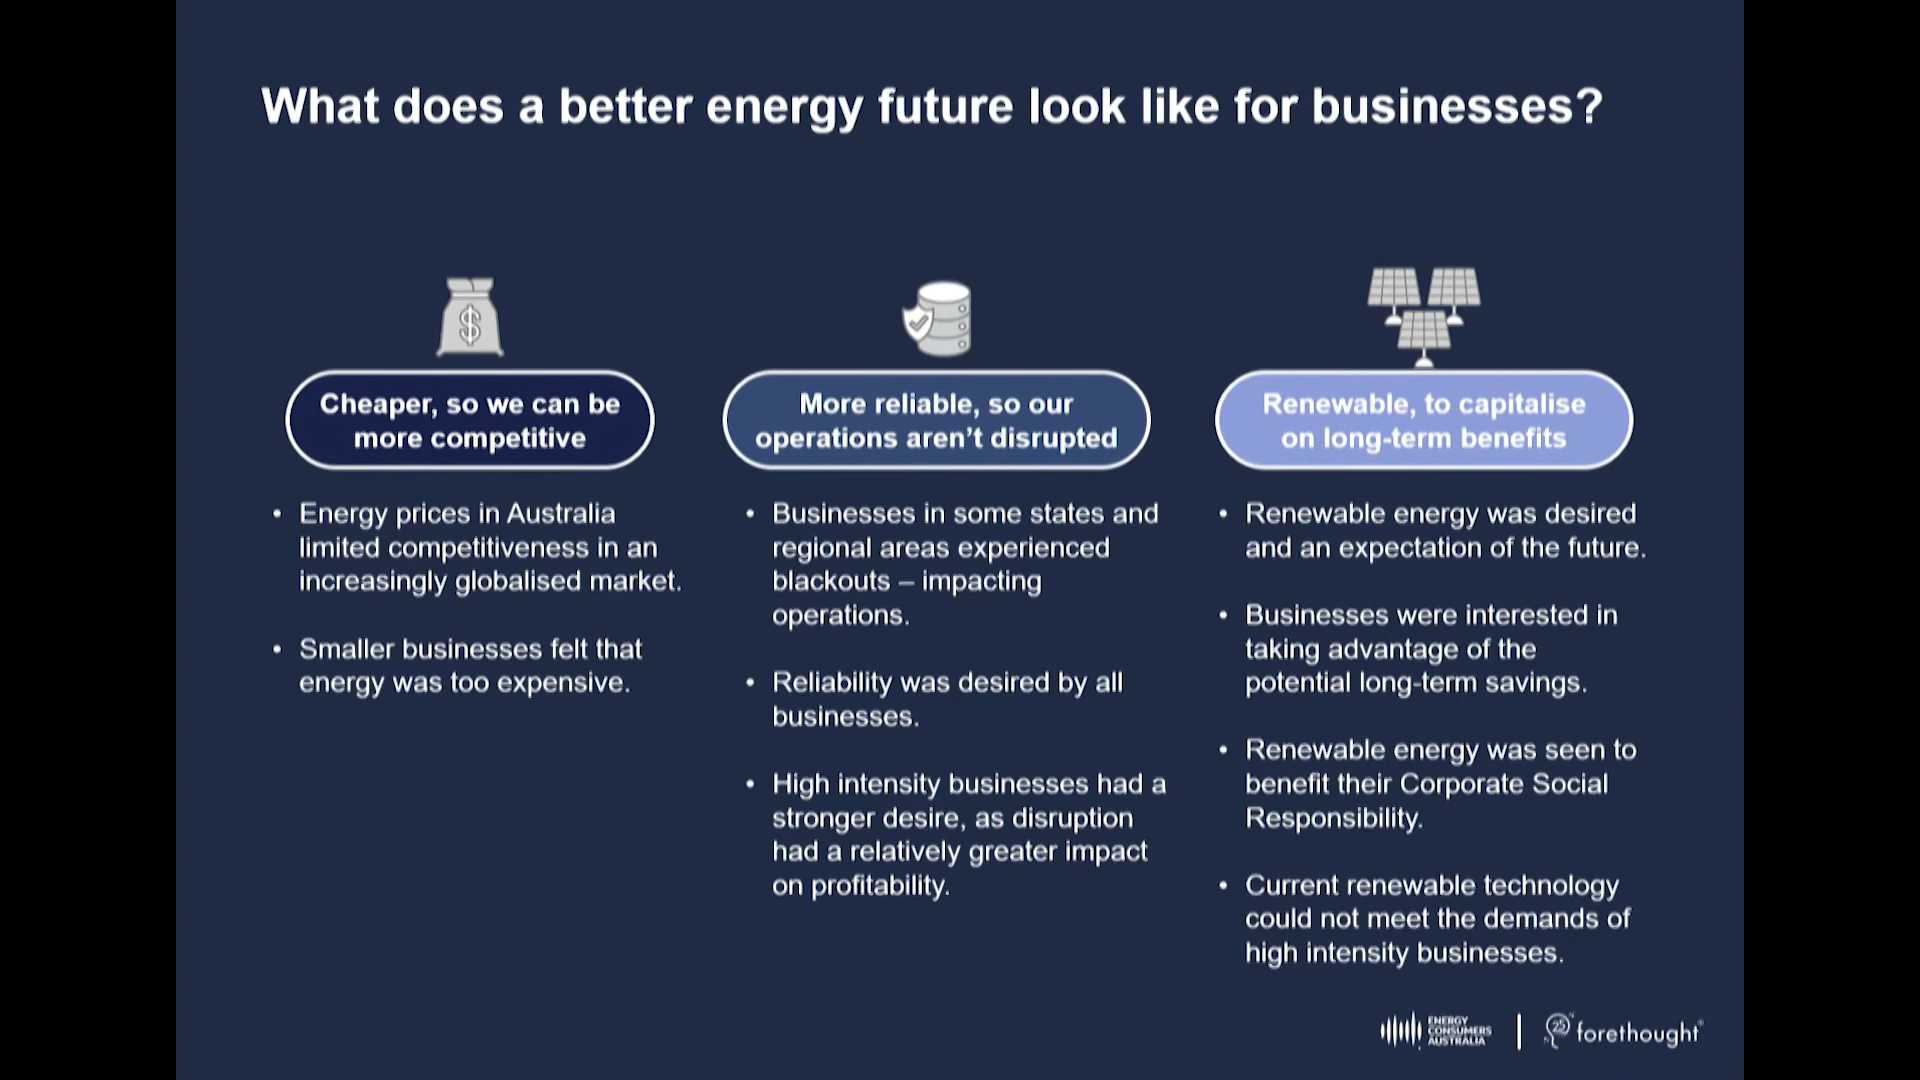 What does a better energy future look like for businesses?
$
Cheaper, so we can be
more competitive
Energy prices in Australia
limited competitiveness in an
increasingly globalised market.
Smaller businesses felt that
energy was too expensive.
More reliable, so our
operations aren’t disrupted
Businesses in some states and
regional areas experienced
blackouts – impacting
operations.
Reliability was desired by all
businesses.
High intensity businesses had a
stronger desire, as disruption
had a relatively greater impact
on profitability.
Renewable, to capitalise
on long-term benefits
Renewable energy was desired
and an expectation of the future.
Businesses were interested in
taking advantage of the
potential long-term savings.
Renewable energy was seen to
benefit their Corporate Social
Responsibility.
Current renewable technology
could not meet the demands of
high intensity businesses.
ENERGY
CONSUMERS
AUSTRALIA
25
forethought